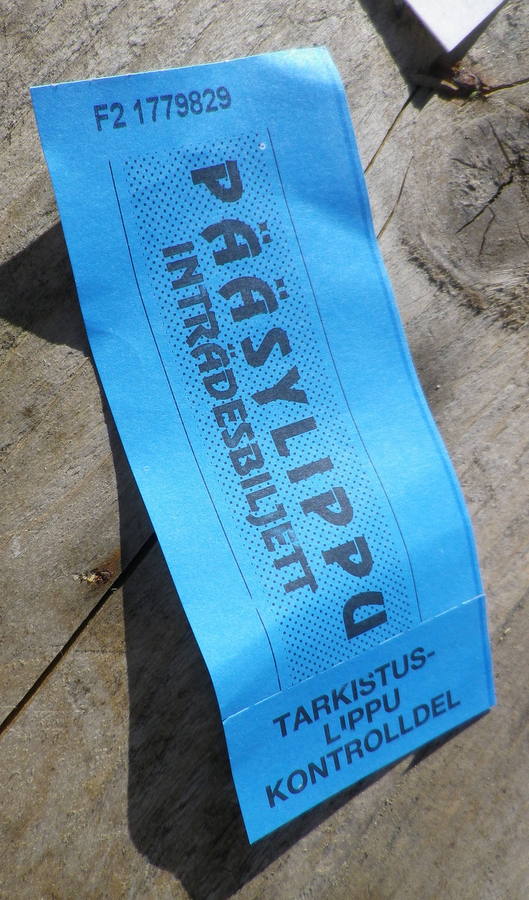 F2 1779829
PÄÄSYLIPPU
INTRÄDESBILJETT
TARKISTUS-
LIPPU
KONTROLLDEL